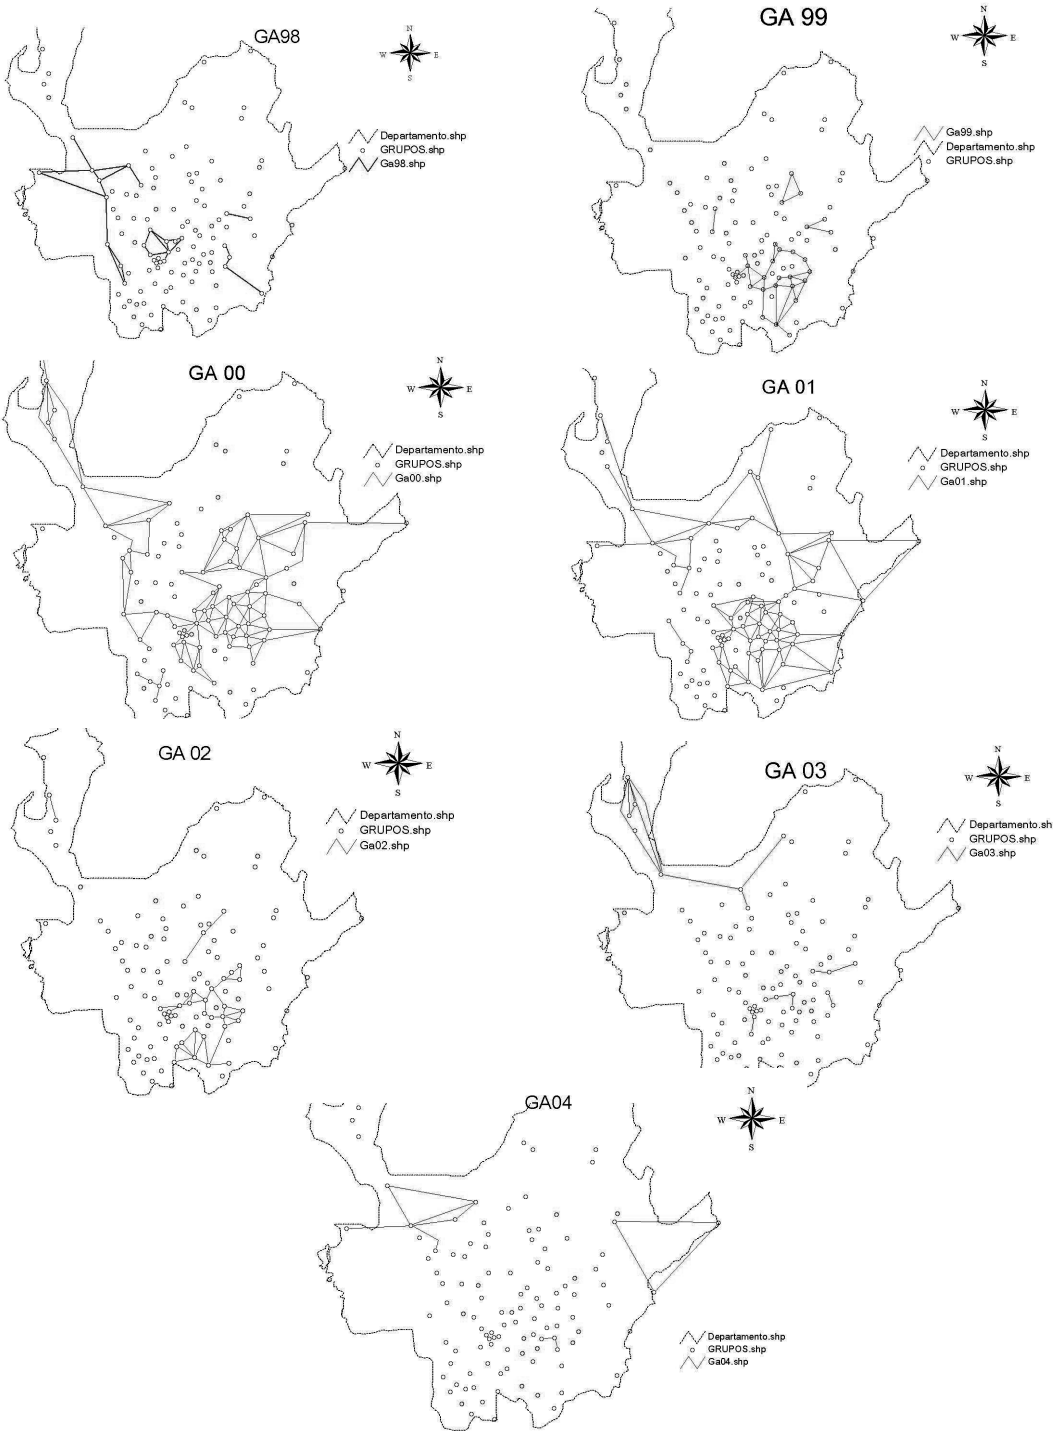 GA98
N
W E
S
Departamento.shp
GRUPOS.shp
Ga98.shp
GA 99
N
W E
S
Ga99.shp
Departamento.shp
GRUPOS.shp
GA 00
N
W E
S
Departamento.shp
GRUPOS.shp
Ga00.shp
GA 01
N
W E
S
Departamento.shp
GRUPOS.shp
Ga01.shp
GA 02
N
W E
S
Departamento.shp
GRUPOS.shp
Ga02.shp
GA 03
N
W E
S
Departamento.sh
GRUPOS.shp
Ga03.shp
GA04
N
W E
S
Departamento.shp
GRUPOS.shp
Ga04.shp